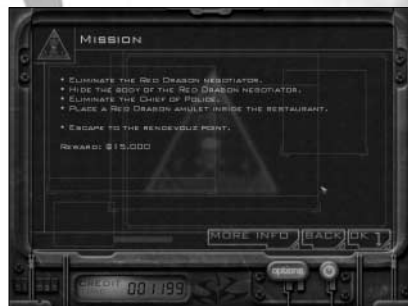 MISSION
* ELIMINATE THE RED DRAGON NEGOTIATOR.
* HIDE THE BODY OF THE RED DRAGON NEGOTIATOR.
* ELIMINATE THE CHIEF OF POLICE.
* PLACE A RED DRAGON AMULET INSIDE THE RESTAURANT.
* ESCAPE TO THE RENDEVOUZ POINT.
REWARD: $15.000
MORE INFO BACK OK
options
CREDIT 001199